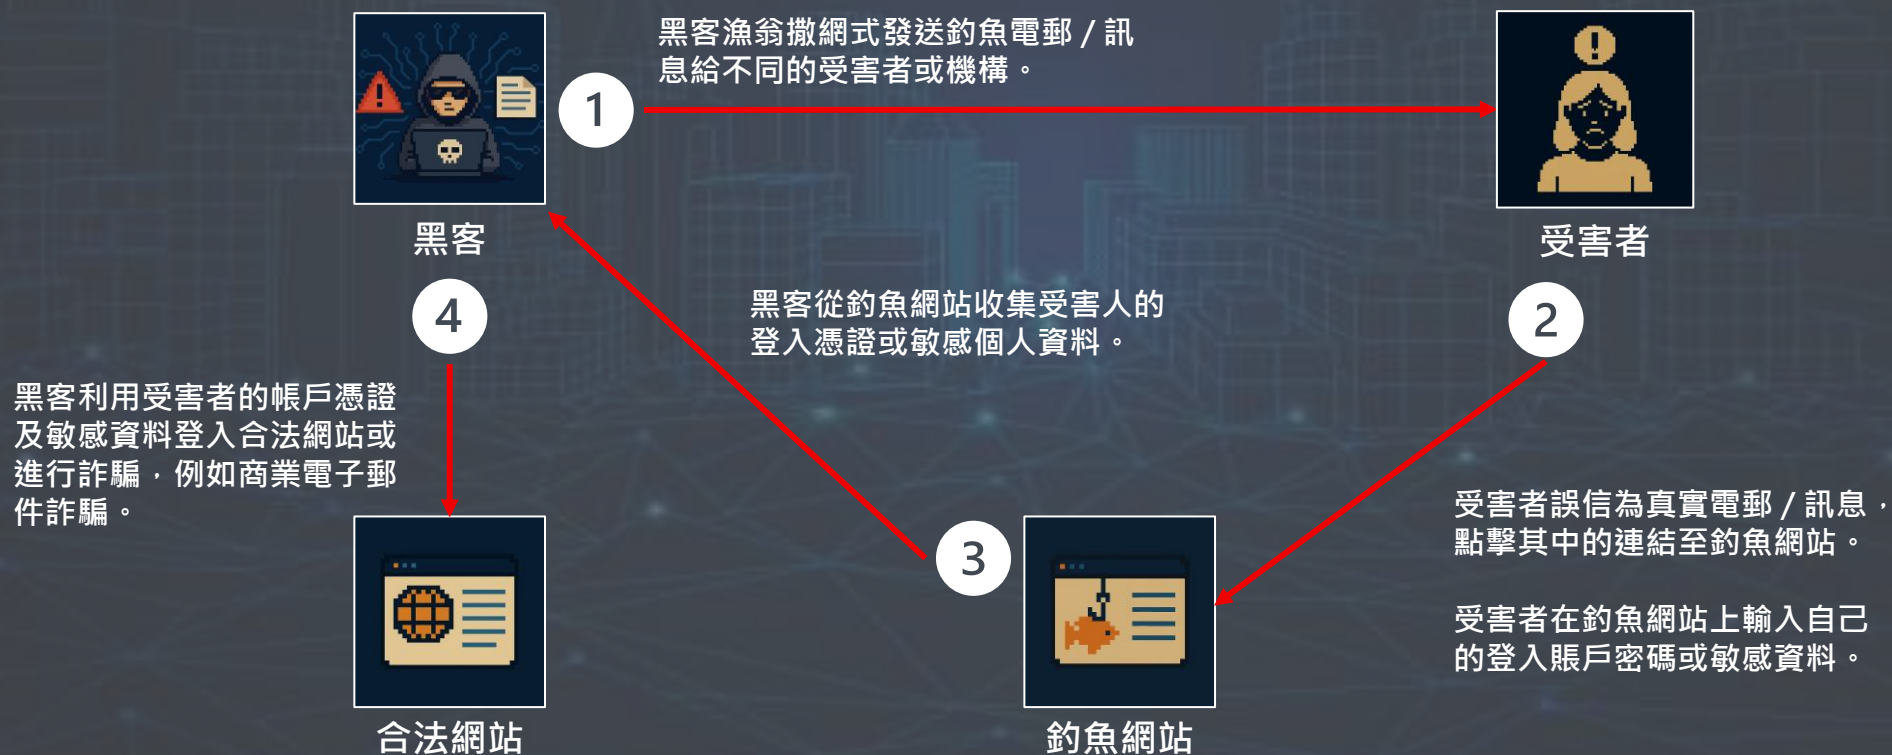 黑客漁翁撒網式發送釣魚電郵 / 訊
息給不同的受害者或機構。
1
黑客
受害者
4
黑客從釣魚網站收集受害人的
登入憑證或敏感個人資料。
2
黑客利用受害者的帳戶憑證
及敏感資料登入合法網站或
進行詐騙，例如商業電子郵
件詐騙。
3
受害者誤信為真實電郵 / 訊息，
點擊其中的連結至釣魚網站。
受害者在釣魚網站上輸入自己
的登入賬戶密碼或敏感資料。
合法網站
釣魚網站